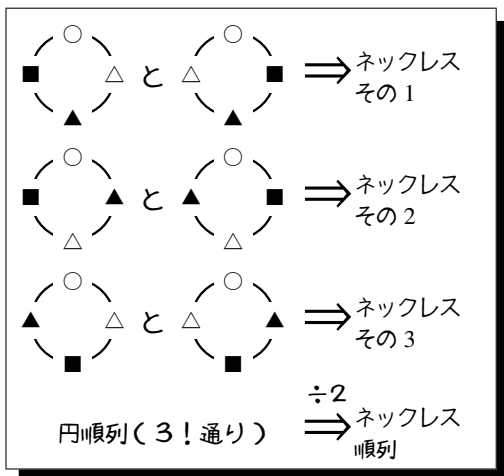 と
ネックレス
その 1
と
ネックレス
その 2
と
ネックレス
その 3
÷2
円順列(3!通り)
ネックレス
順列